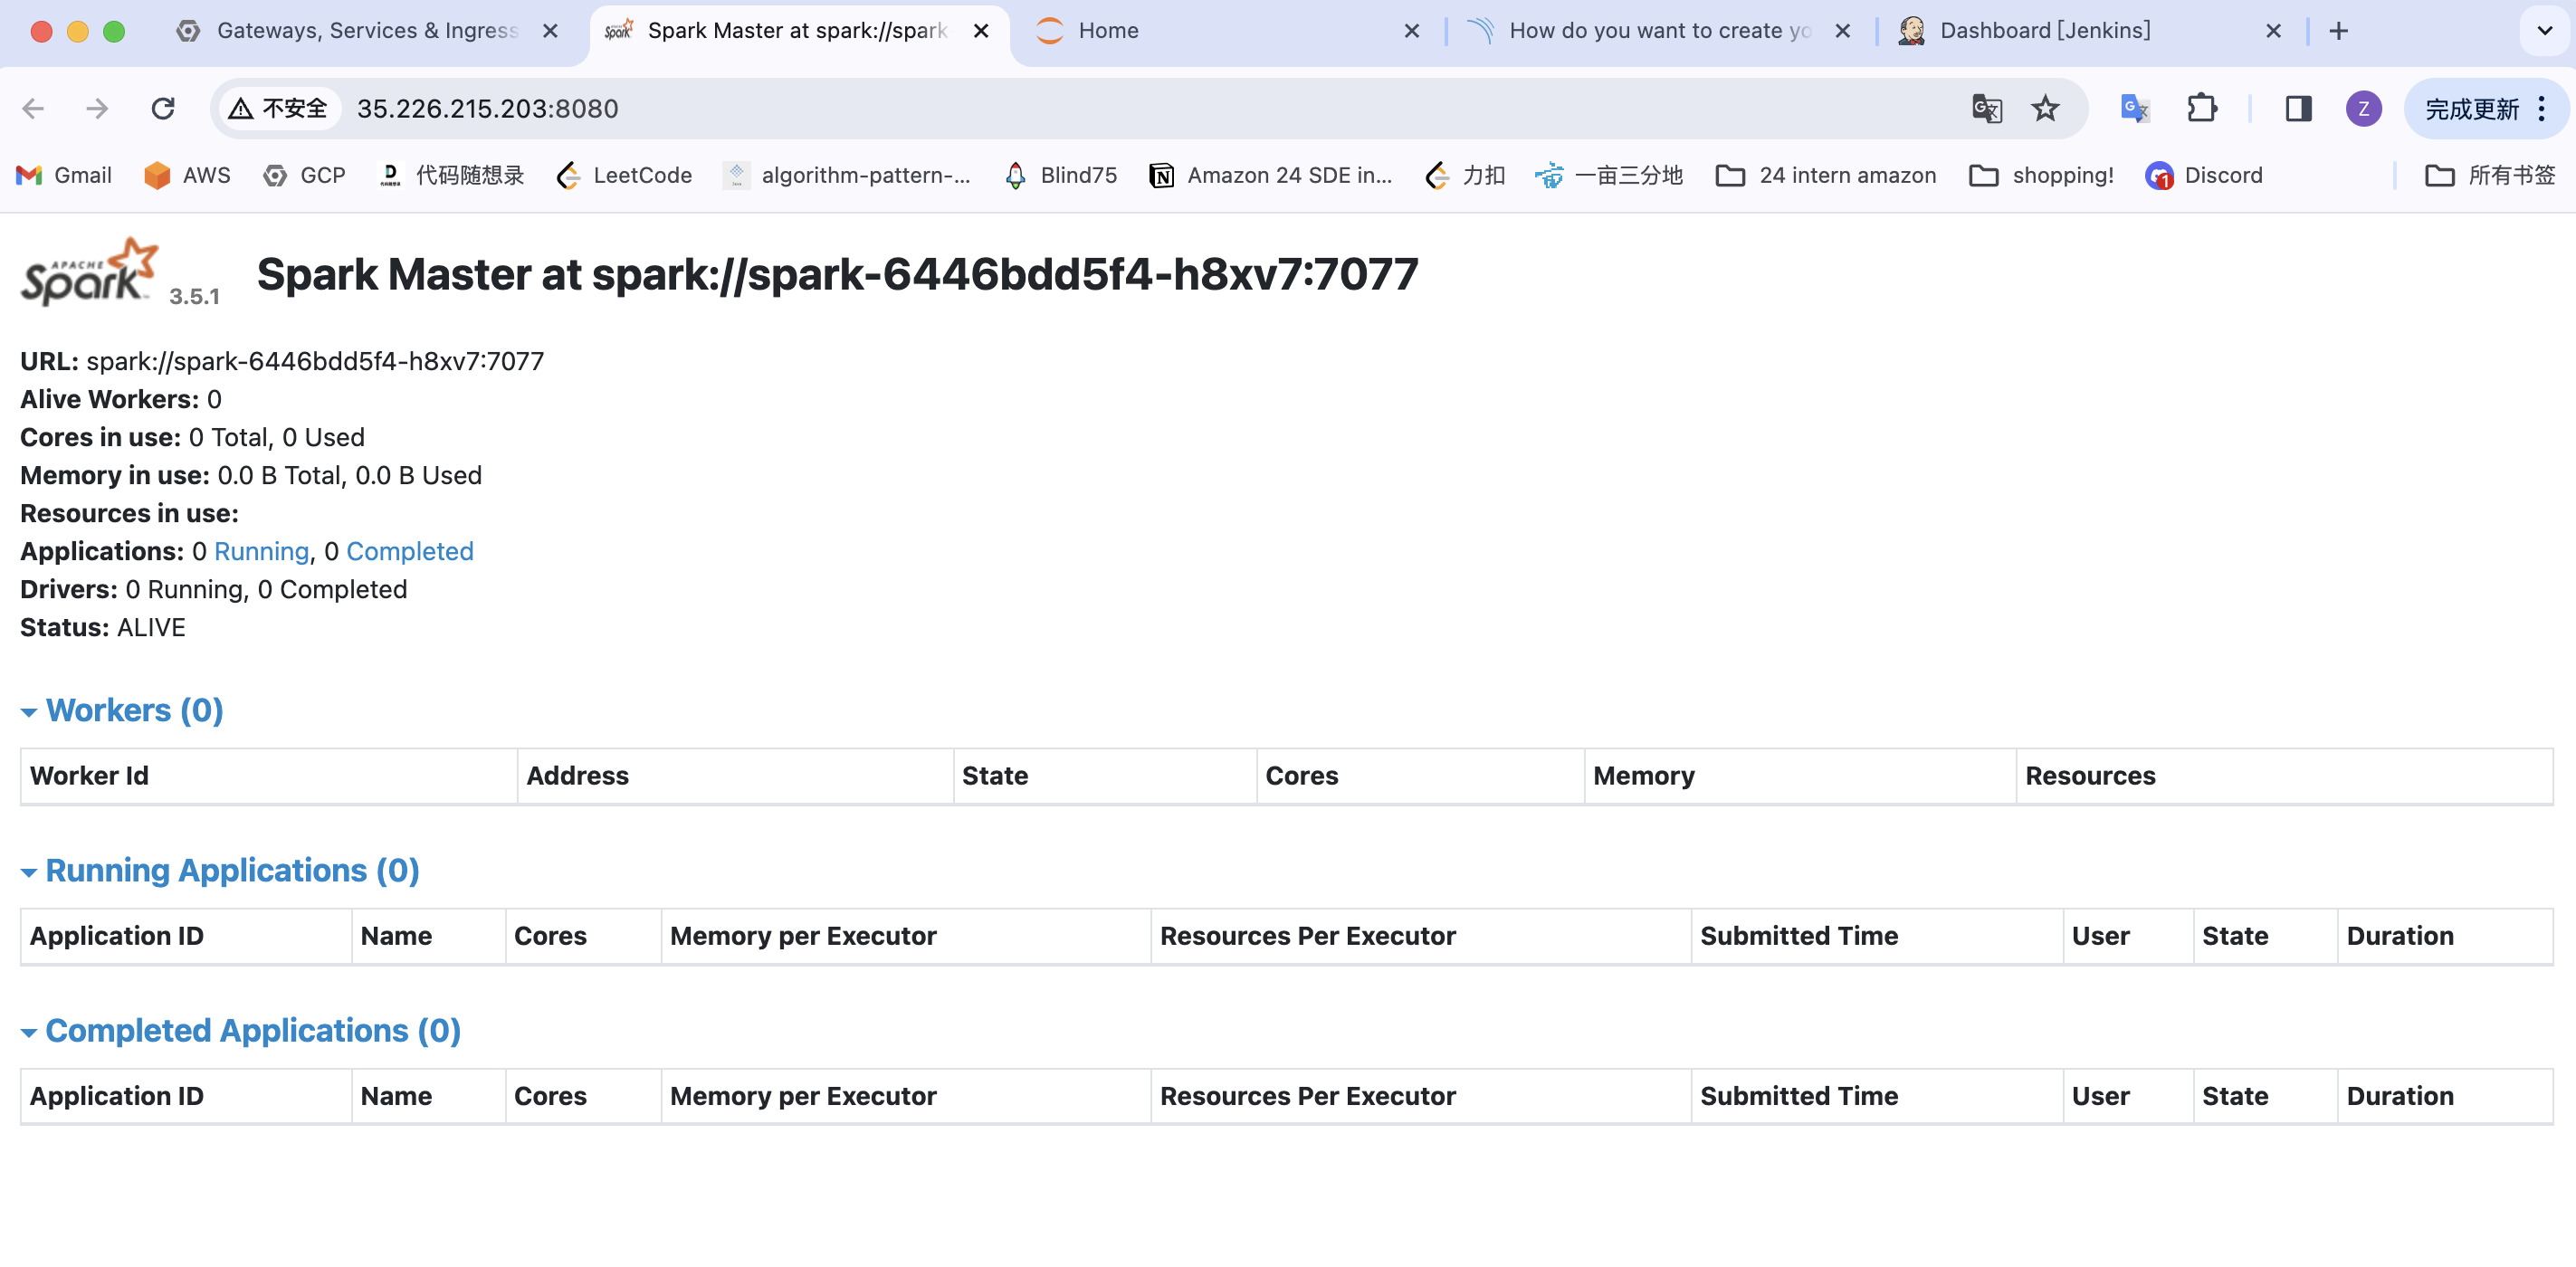 Gateways, Services & Ingress
Spark Master at spark://spark
Home
How do you want to create yo
Dashboard [Jenkins]
不安全
35.226.215.203:8080
Z
完成更新
Gmail
AWS
GCP
代码随想录
LeetCode
algorithm-pattern-...
Blind75
Amazon 24 SDE in...
力扣
一亩三分地
24 intern amazon
shopping!
1
Discord
所有书签
APACHE
Spark
3.5.1
Spark Master at spark://spark-6446bdd5f4-h8xv7:7077
URL: spark://spark-6446bdd5f4-h8xv7:7077
Alive Workers: 0
Cores in use: 0 Total, 0 Used
Memory in use: 0.0 B Total, 0.0 B Used
Resources in use:
Applications: 0 Running, 0 Completed
Drivers: 0 Running, 0 Completed
Status: ALIVE
Workers (0)
Worker Id Address State Cores Memory Resources
Running Applications (0)
Application ID Name Cores Memory per Executor Resources Per Executor Submitted Time User State Duration
Completed Applications (0)
Application ID Name Cores Memory per Executor Resources Per Executor Submitted Time User State Duration